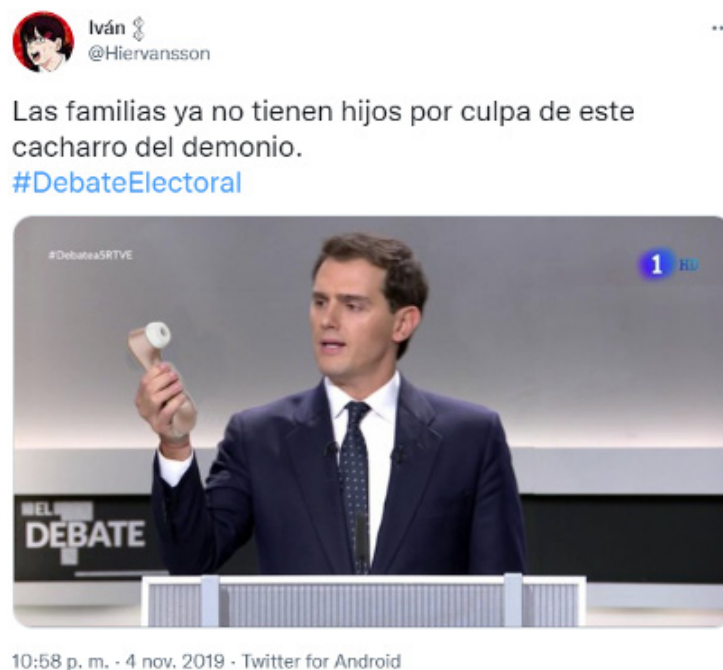 Iván
@Hiervansson
Las familias ya no tienen hijos por culpa de este
cacharro del demonio.
#DebateElectoral
#Debatea5RTVE
1 HD
EL
DEBATE
10:58 p. m. · 4 nov. 2019 · Twitter for Android